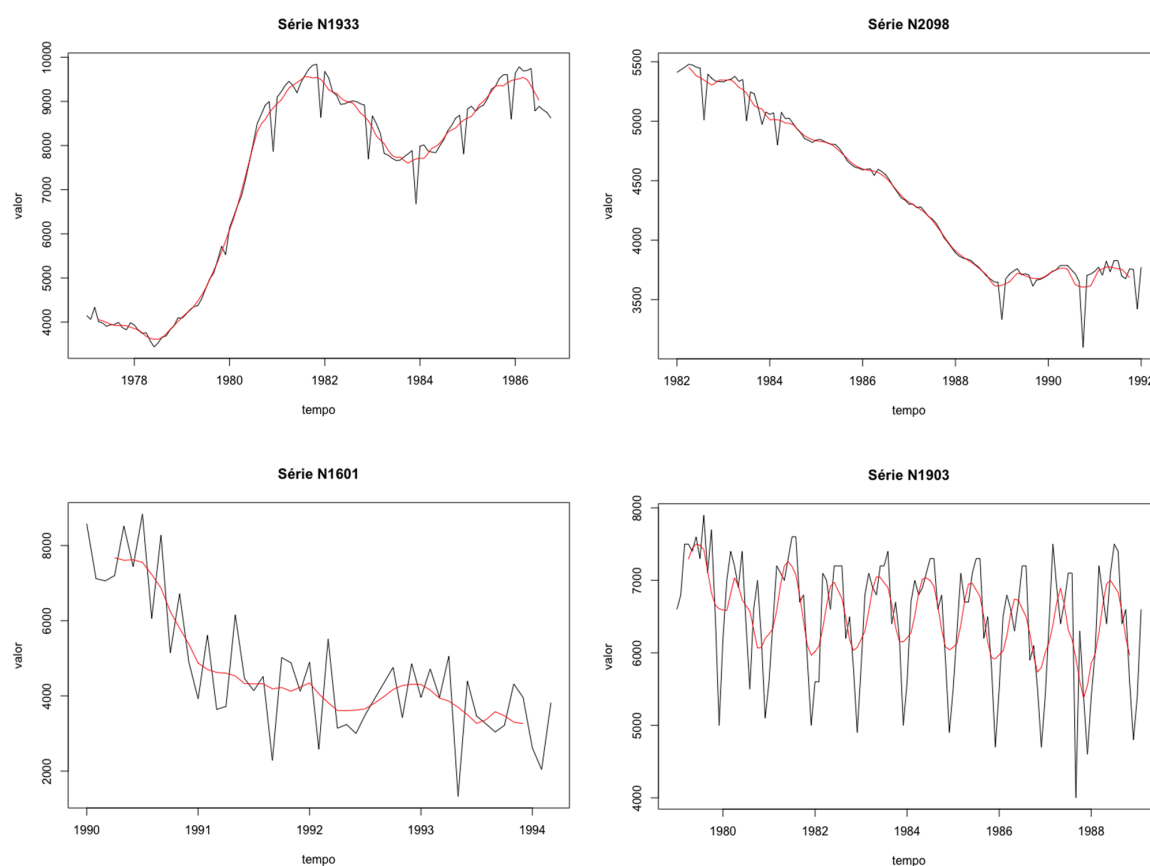 Série N1933
valor
4000 5000 6000 7000 8000 9000 10000
1978 1980 1982 1984 1986
tempo
Série N2098
valor
3500 4000 4500 5000 5500
1982 1984 1986 1988 1990 1992
tempo
Série N1601
valor
2000 4000 6000 8000
1990 1991 1992 1993 1994
tempo
Série N1903
valor
4000 5000 6000 7000 8000
1980 1982 1984 1986 1988
tempo